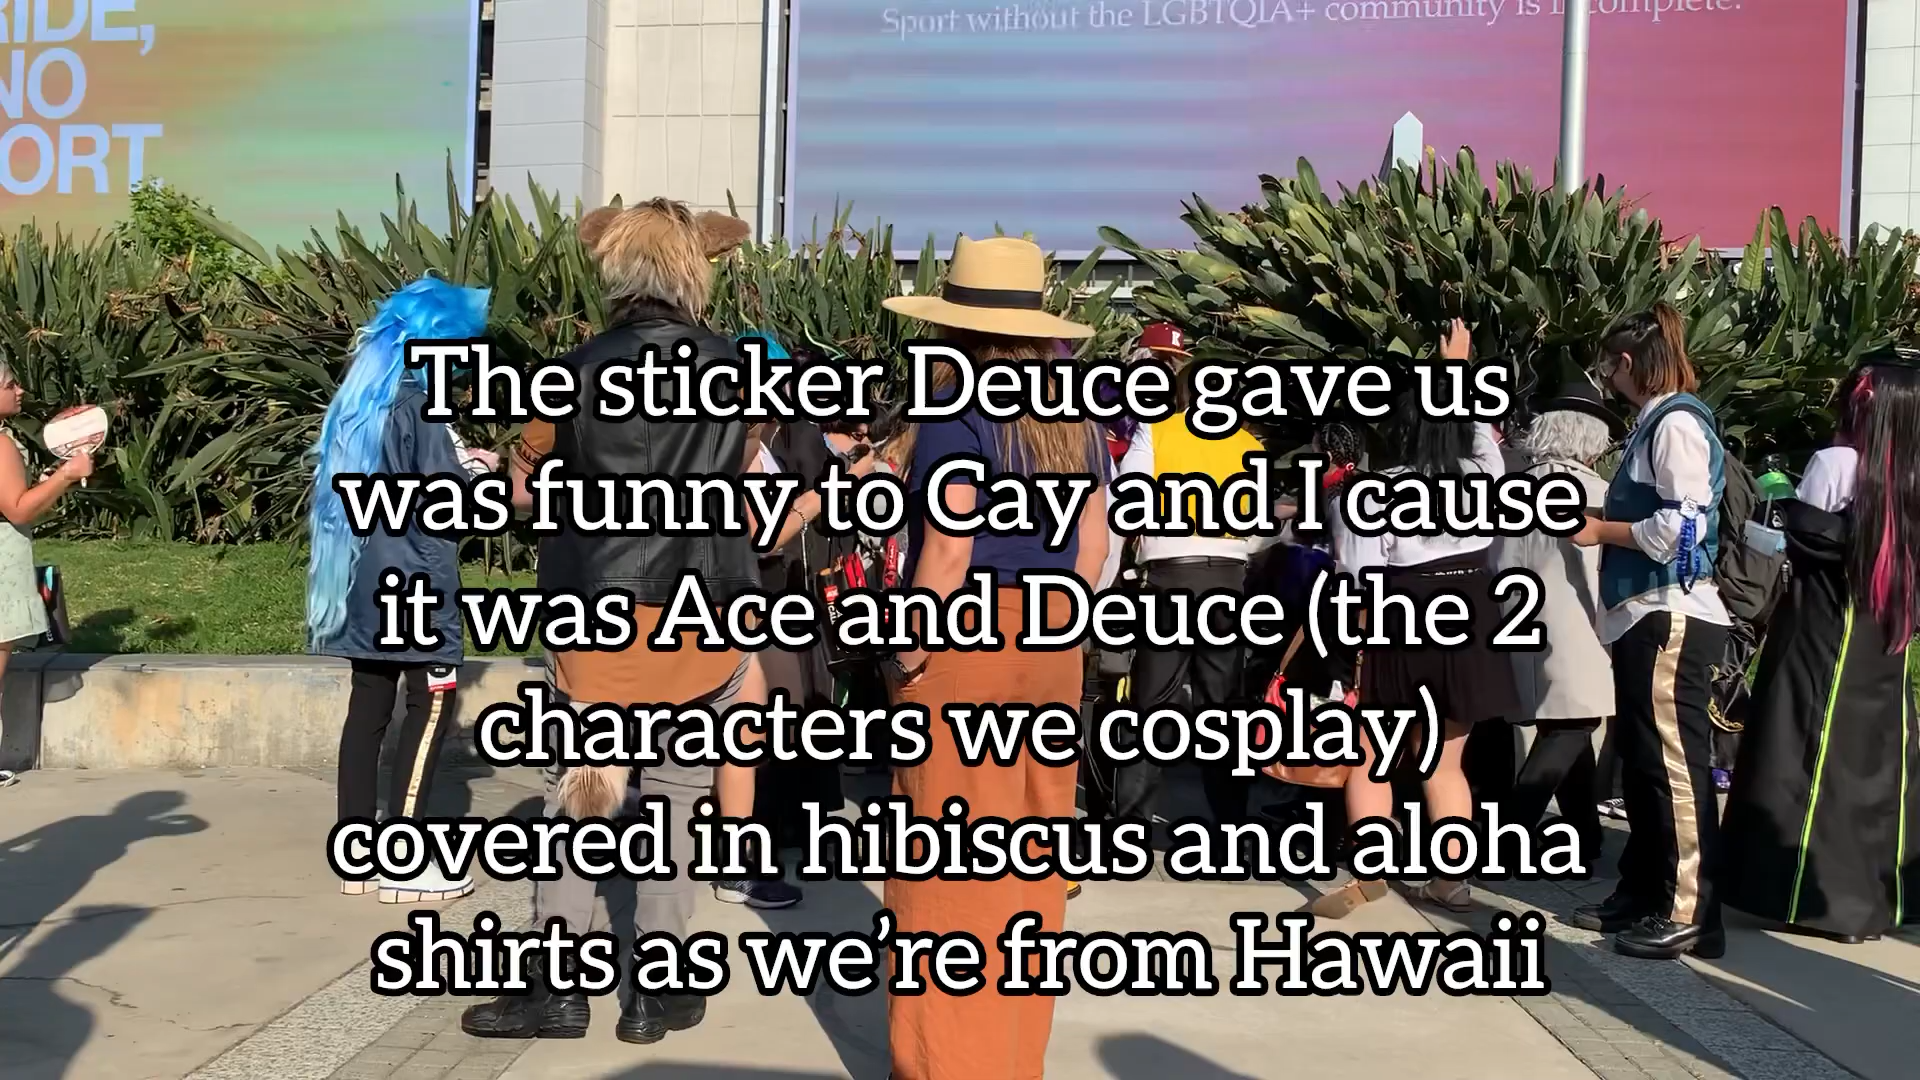 RIDE,
NO
ORT.
Sport without the LGBTQIA+ community is incomplete.
K
The sticker Deuce gave us
was funny to Cay and I cause
it was Ace and Deuce (the 2
characters we cosplay)
covered in hibiscus and aloha
shirts as we're from Hawaii